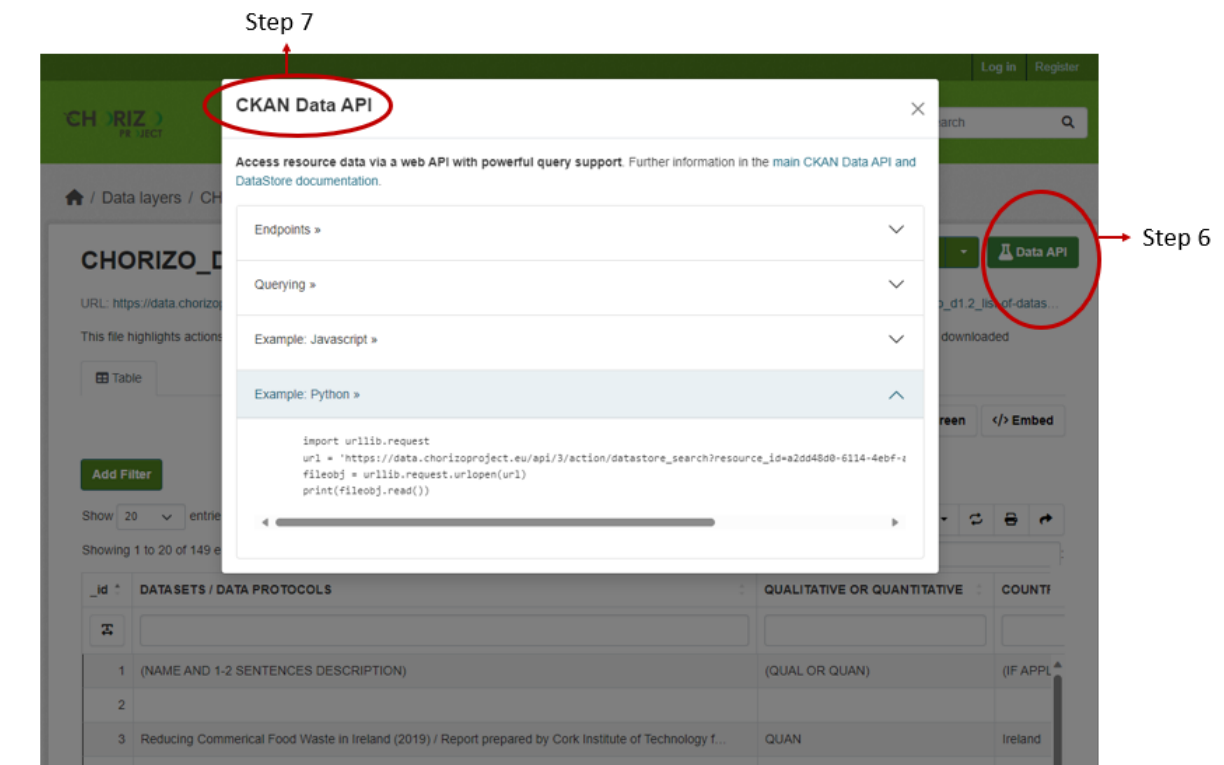 Step 7
Log in Register
CKAN Data API
CHORIZO
PROJECT
earch
Access resource data via a web API with powerful query support. Further information in the main CKAN Data API and
DataStore documentation.
/ Data layers / CH
Endpoints »
Step 6
Data API
CHORIZO_D
Querying »
URL: https://data.chorizop
o_d1.2_list-of-datas...
This file highlights actions
downloaded
Example: Javascript »
Table
Example: Python »
reen </> Embed
import urllib.request
url = 'https://data.chorizoproject.eu/api/3/action/datastore_search?resource_id=a2dd48d0-6114-4ebf-
fileobj = urllib.request.urlopen(url)
print(fileobj.read())
Add Filter
Show 20 entrie
Showing 1 to 20 of 149 e
_id DATASETS / DATA PROTOCOLS QUALITATIVE OR QUANTITATIVE COUNTR
1 (NAME AND 1-2 SENTENCES DESCRIPTION) (QUAL OR QUAN) (IF APPL
2
3 Reducing Commerical Food Waste in Ireland (2019) / Report prepared by Cork Institute of Technology f... QUAN Ireland